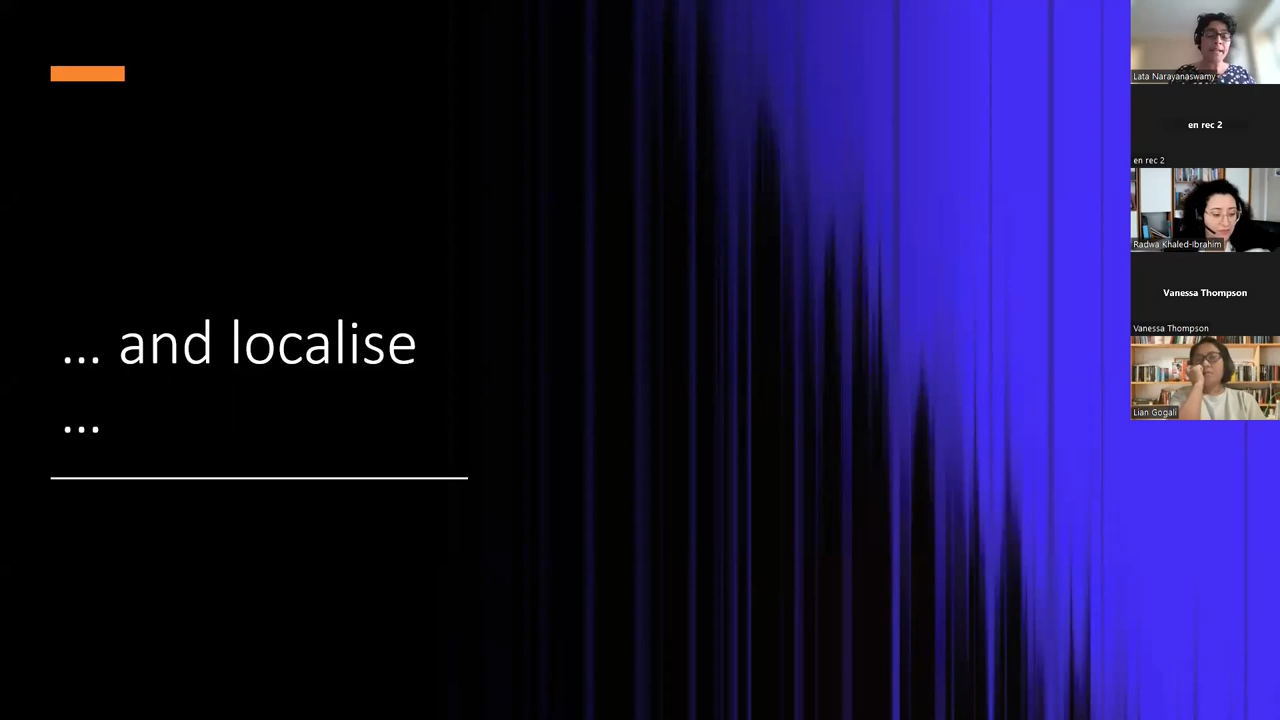 ... and localise
...
Lata Narayanaswamy
en rec 2
en rec 2
Radwa Khaled-Ibrahim
Vanessa Thompson
Vanessa Thompson
Lian Gogali